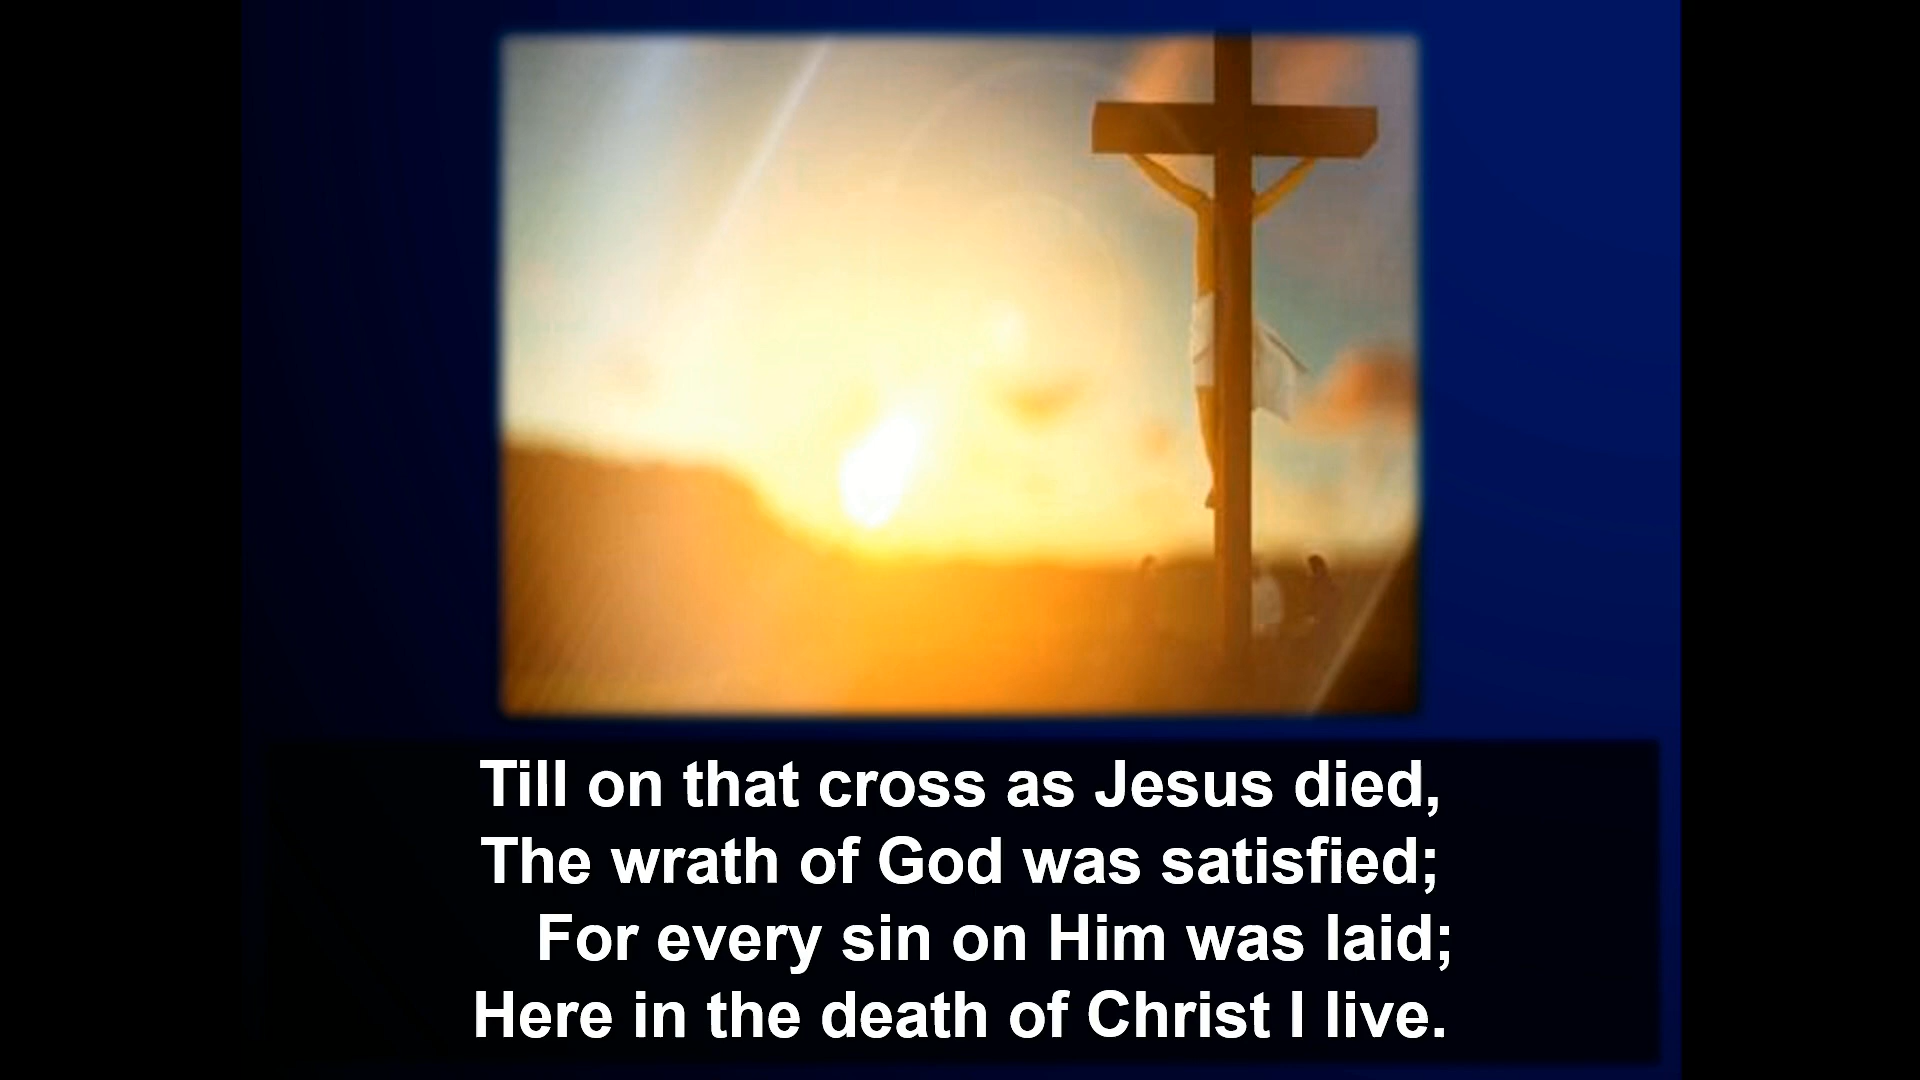 Till on that cross as Jesus died,
The wrath of God was satisfied;
For every sin on Him was laid;
Here in the death of Christ I live.